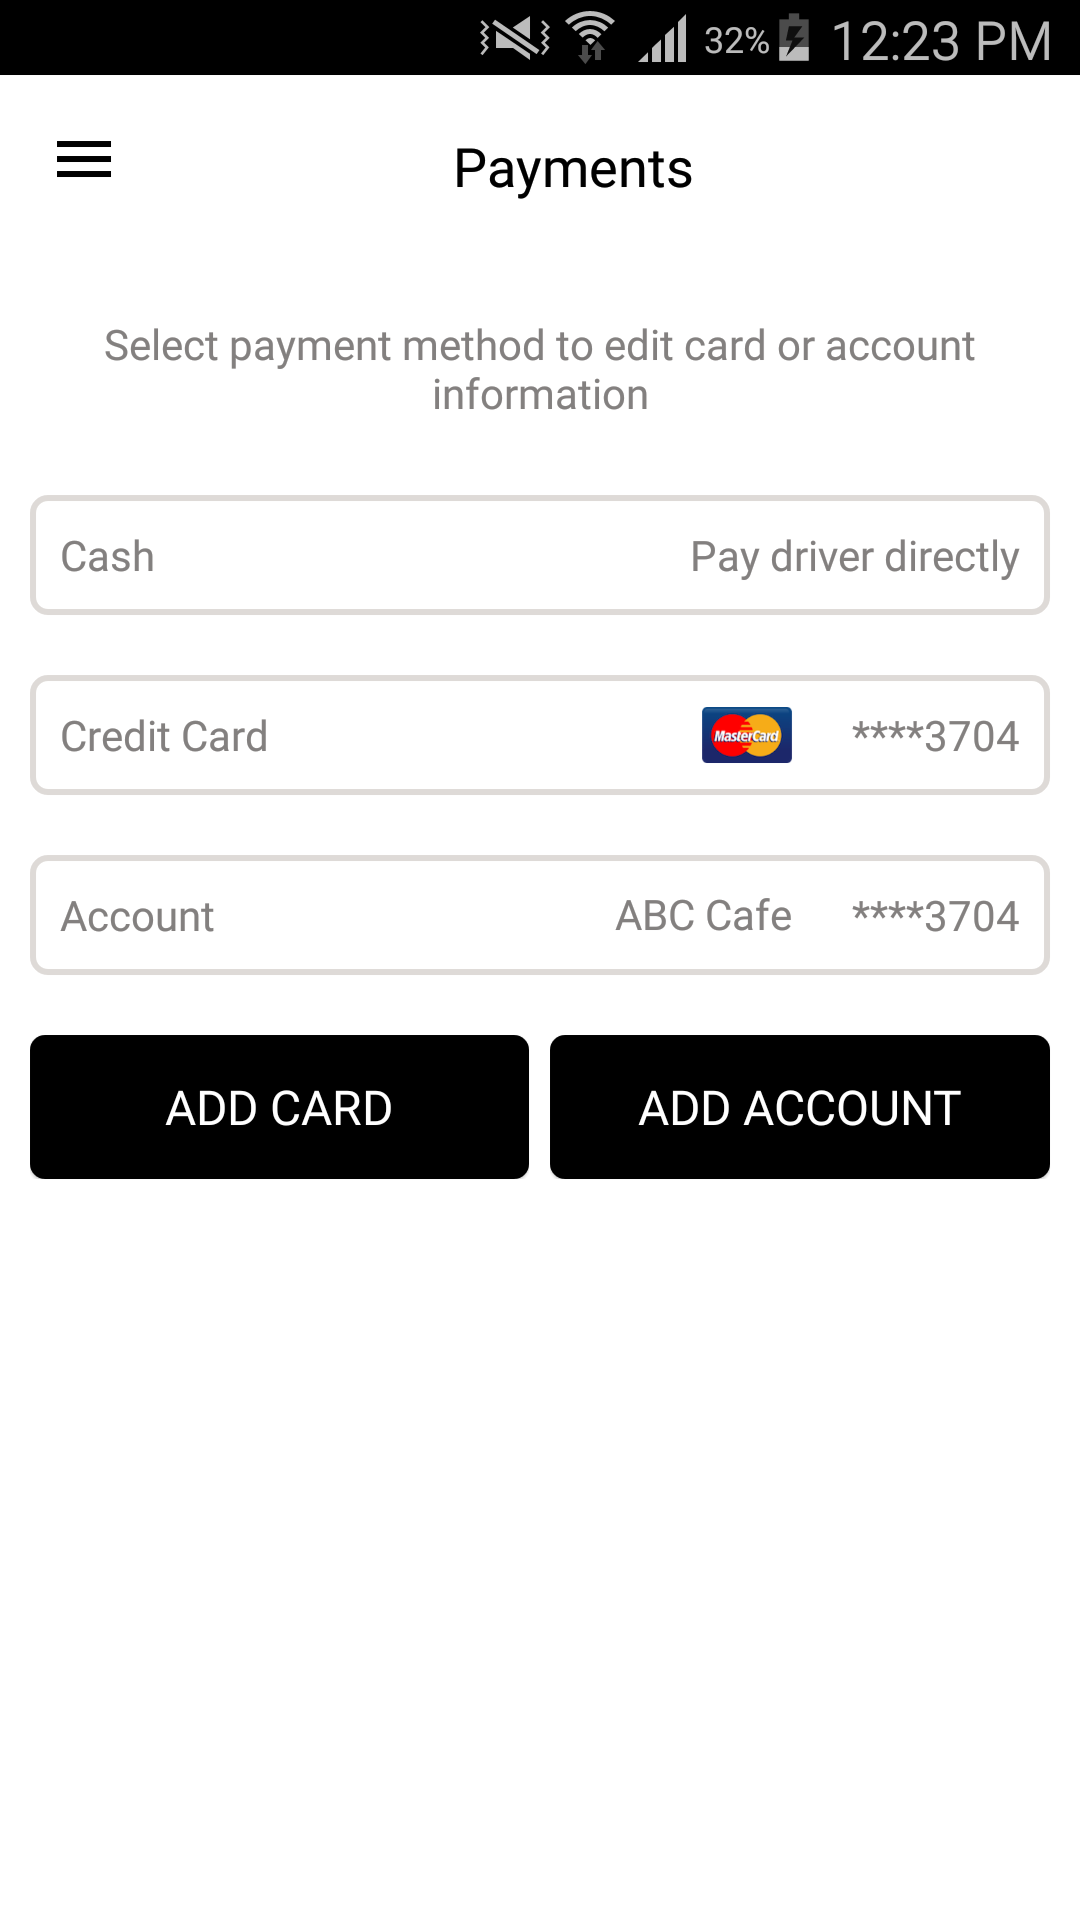 32% 12:23 PM
Payments
Select payment method to edit card or account
information
Cash Pay driver directly
Credit Card MasterCard ****3704
Account ABC Cafe ****3704
ADD CARD ADD ACCOUNT